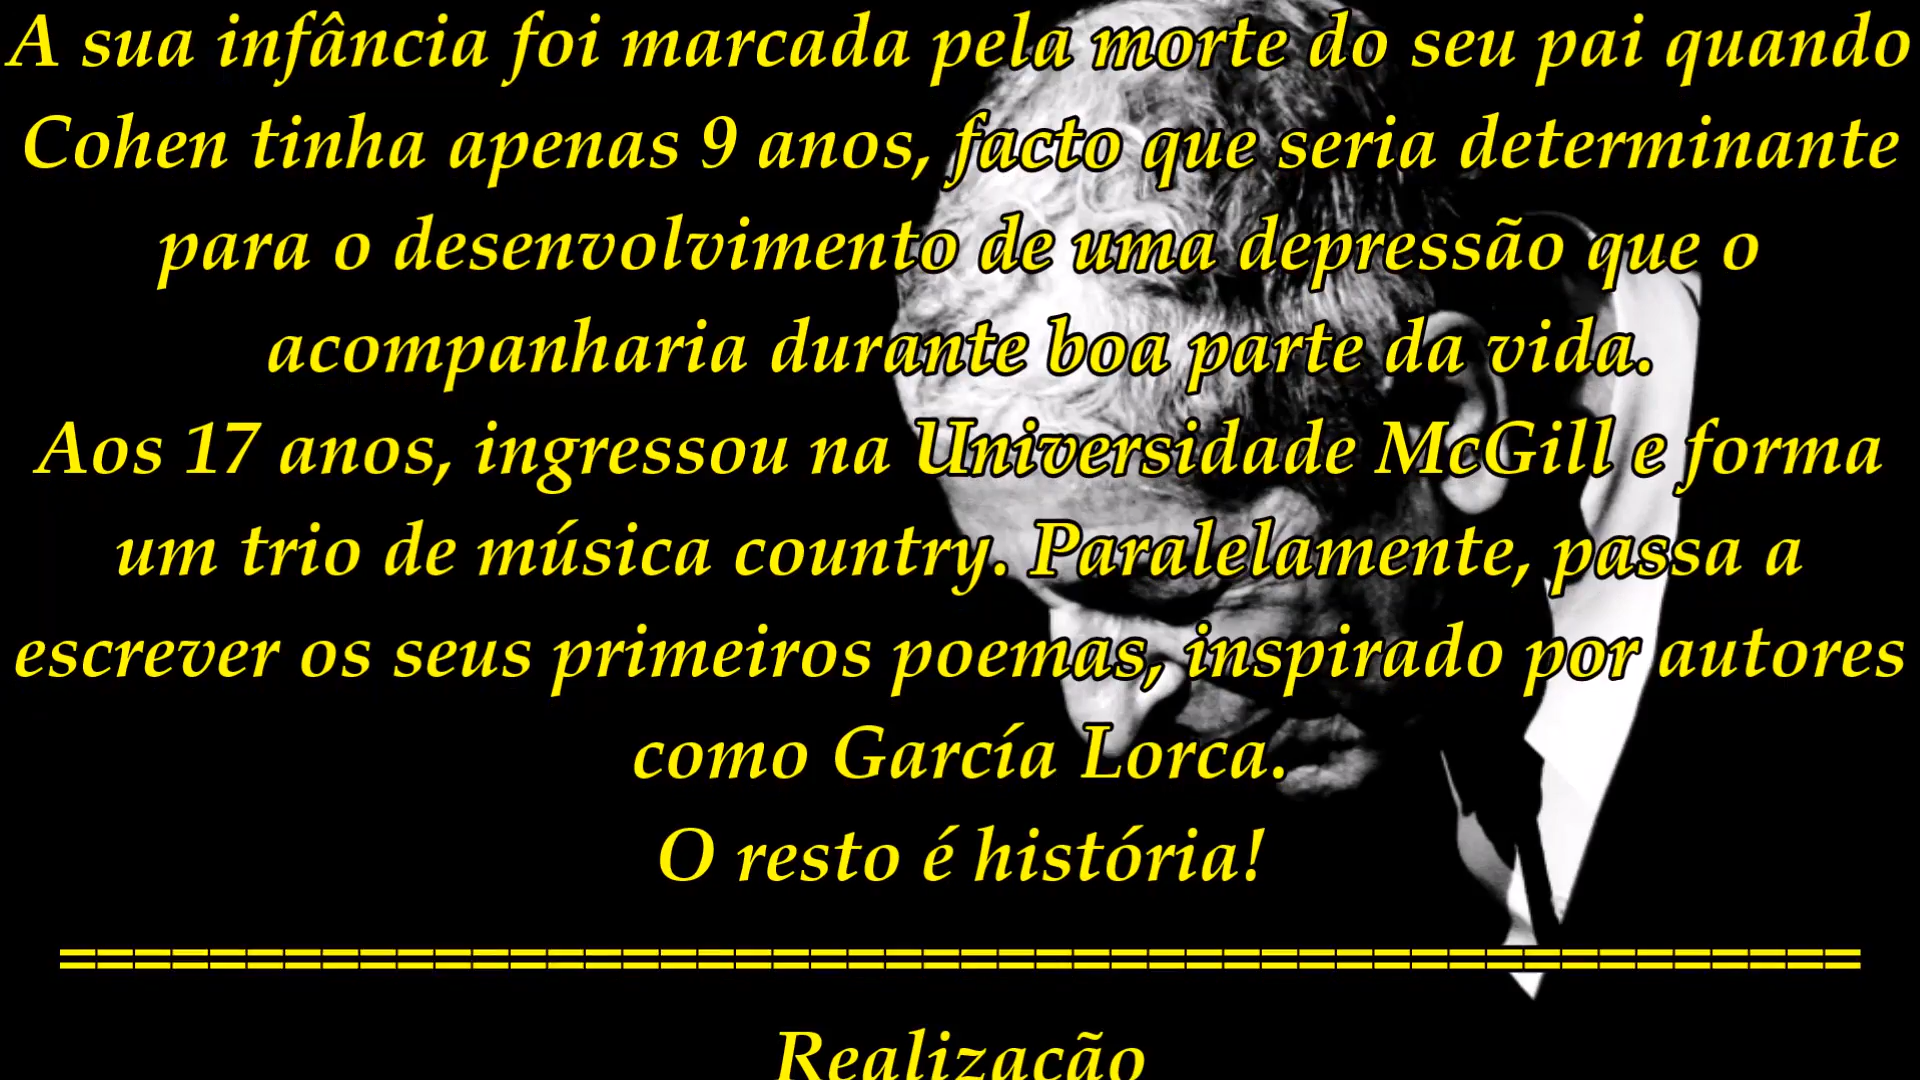 A sua infância foi marcada pela morte do seu pai quando
Cohen tinha apenas 9 anos, facto que seria determinante
para o desenvolvimento de uma depressão que o
acompanharia durante boa parte da vida.
Aos 17 anos, ingressou na Universidade McGill e forma
um trio de música country. Paralelamente, passa a
escrever os seus primeiros poemas, inspirado por autores
como García Lorca.
O resto é história!
================================================
Realização